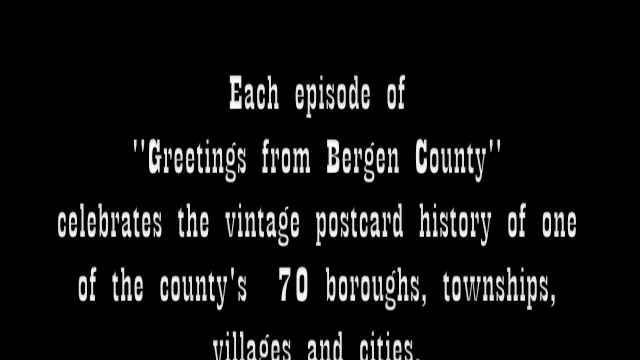 Each episode of
"Greetings from Bergen County"
celebrates the vintage postcard history of one
of the county's 70 boroughs, townships,
villages and cities.